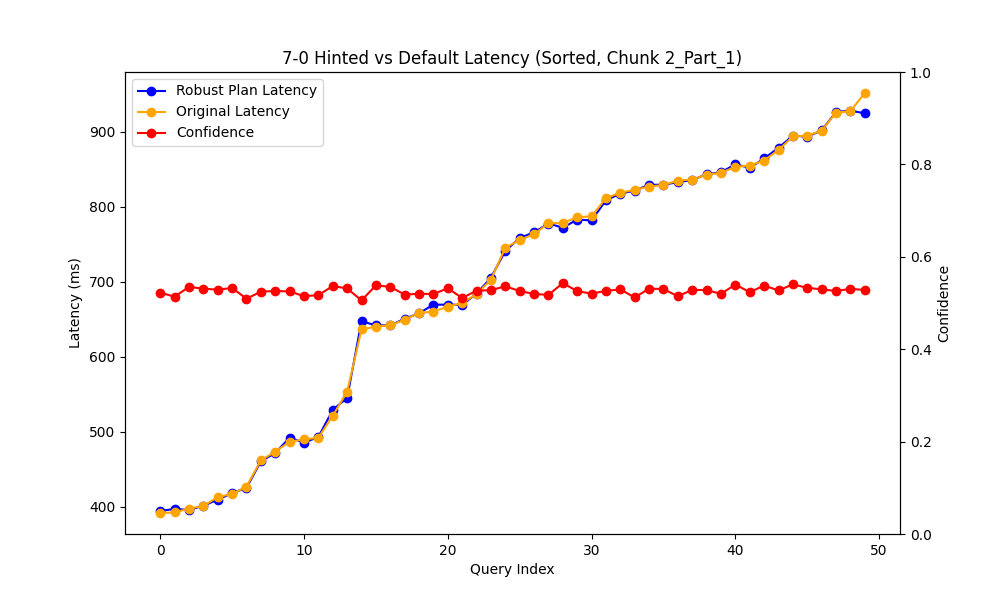 7-0 Hinted vs Default Latency (Sorted, Chunk 2_Part_1)
Robust Plan Latency
Original Latency
Confidence
Latency (ms)
900
800
700
600
500
400
1.0
0.8
0.6
0.4
0.2
0.0
Confidence
0 10 20 30 40 50
Query Index